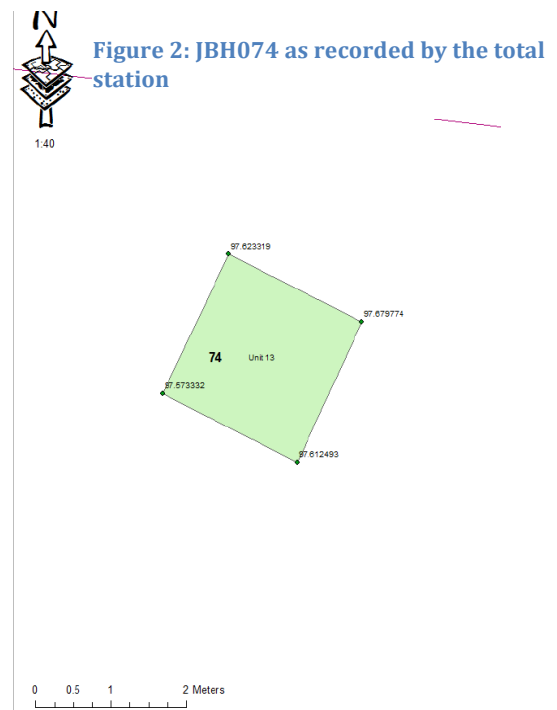 N
Figure 2: JBH074 as recorded by the total
station
1:40
97.623319
97.679774
74 Unit 13
97.573332
97.612493
0 0.5 1 2 Meters